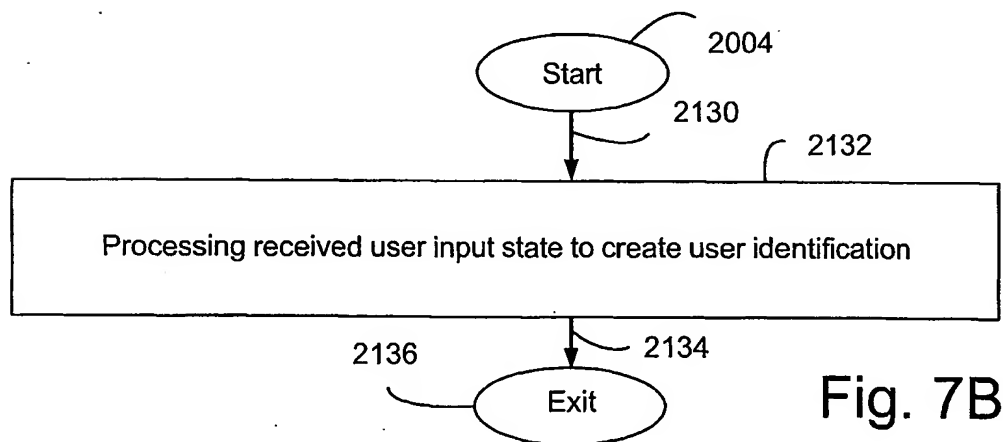 2004
Start
2130
2132
Processing received user input state to create user identification
2134
2136
Exit
Fig. 7B